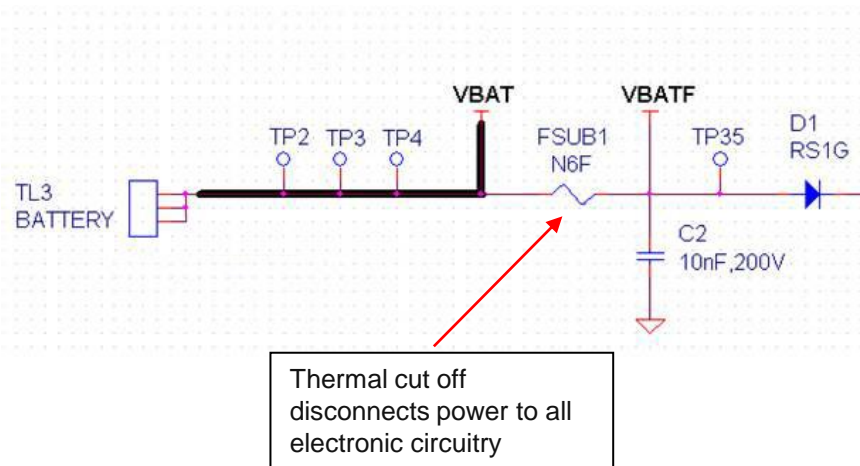 VBAT
VBATF
TP2
TP3
TP4
FSUB1
N6F
TP35
D1
RS1G
TL3
BATTERY
C2
10nF,200V
Thermal cut off
disconnects power to all
electronic circuitry